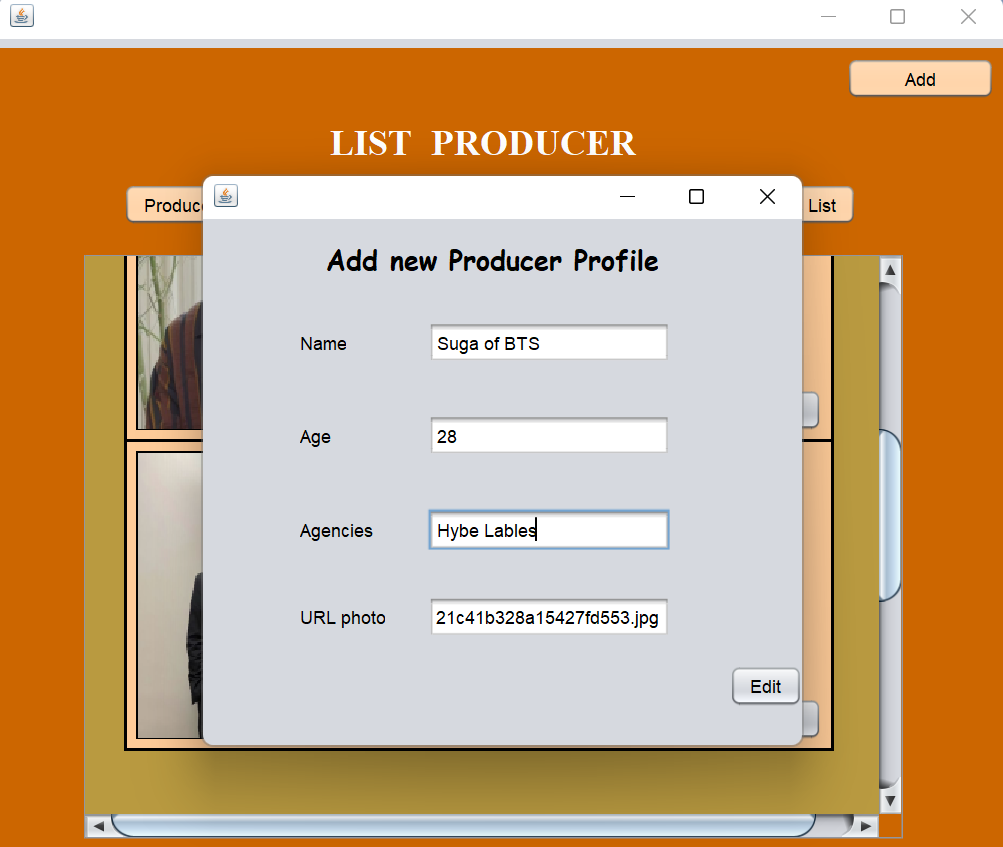 Add
LIST PRODUCER
List
Add new Producer Profile
Name
Suga of BTS
Age
28
Agencies
Hybe Lables
URL photo
21c41b328a15427fd553.jpg
Edit